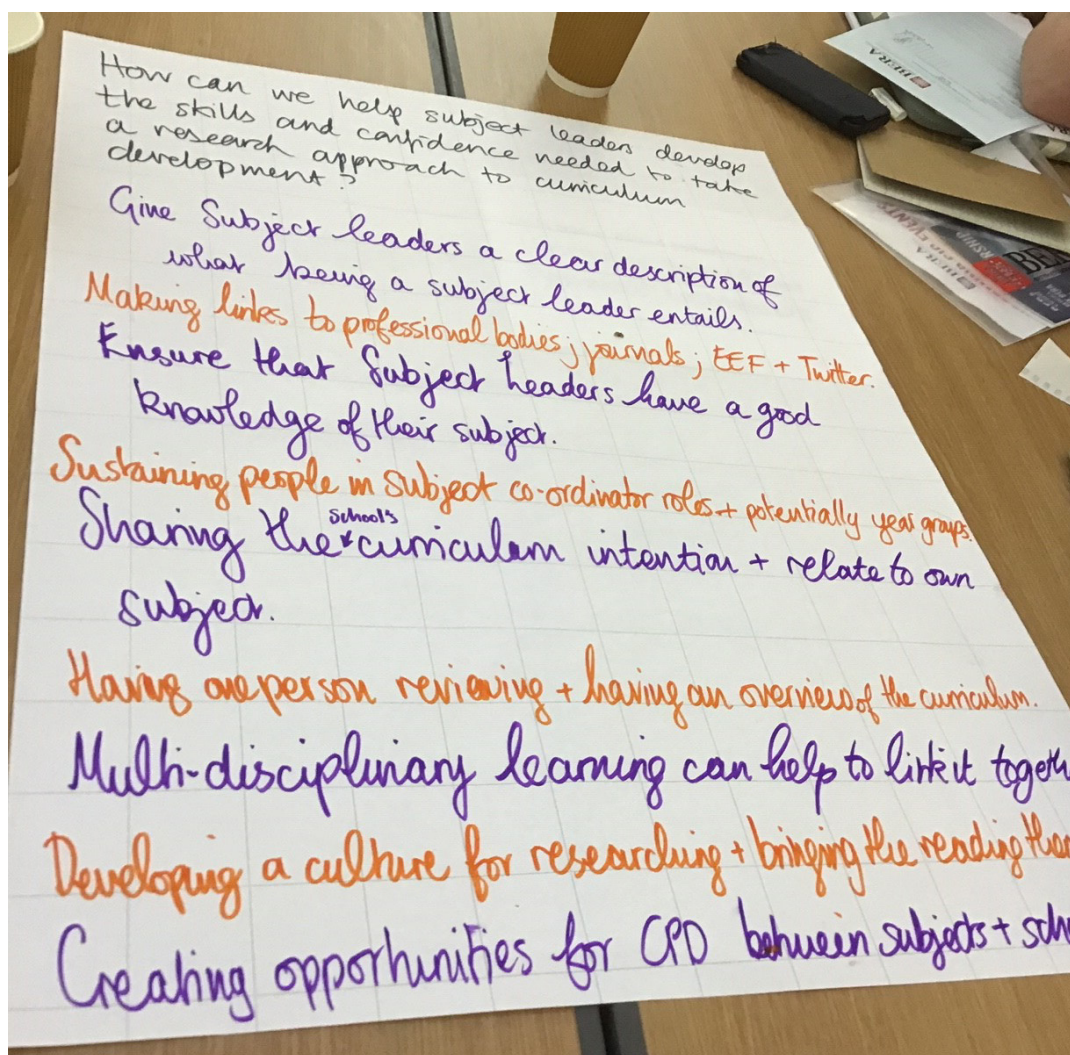 How can we help subject leaders develop
the skills and confidence needed to take
a research approach to curriculum
development?
Give Subject leaders a clear description of
what being a subject leader entails.
Making links to professional bodies; journals; EEF + Twitter.
Ensure that Subject headers have a good
knowledge of their subject.
Sustaining people in subject co-ordinator roles + potentially year groups.
Sharing the school's curriculum intention + relate to own
subject.
Having one person reviewing + having an overview of the curriculum.
Multi-disciplinary learning can help to link it togeth
Developing a culture for researching + bringing the reading the
Creating opportunities for CPD between subjects + sch
BERA
BERA